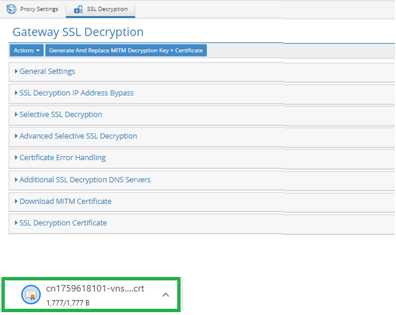 Proxy Settings
SSL Decryption
Gateway SSL Decryption
Actions
Generate And Replace MITM Decryption Key + Certificate
General Settings
SSL Decryption IP Address Bypass
Selective SSL Decryption
Advanced Selective SSL Decryption
Certificate Error Handling
Additional SSL Decryption DNS Servers
Download MITM Certificate
SSL Decryption Certificate
cn1759618101-vns....crt
1,777/1,777 B